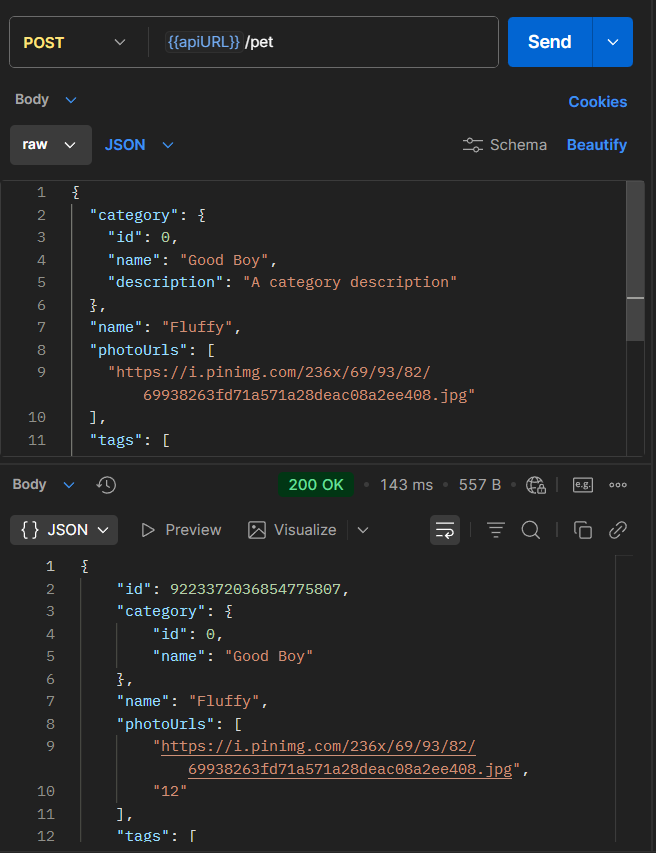 POST {{apiURL}} /pet Send
Body Cookies
raw JSON Schema Beautify
1 {
2 "category": {
3 "id": 0,
4 "name": "Good Boy",
5 "description": "A category description"
6 },
7 "name": "Fluffy",
8 "photoUrls": [
9 "https://i.pinimg.com/236x/69/93/82/
69938263fd71a571a28deac08a2ee408.jpg"
10 ],
11 "tags": [
Body 200 OK • 143 ms • 557 B • e.g.
{} JSON Preview Visualize
1 {
2 "id": 9223372036854775807,
3 "category": {
4 "id": 0,
5 "name": "Good Boy"
6 },
7 "name": "Fluffy",
8 "photoUrls": [
9 "https://i.pinimg.com/236x/69/93/82/
69938263fd71a571a28deac08a2ee408.jpg",
10 "12"
11 ],
12 "tags": [